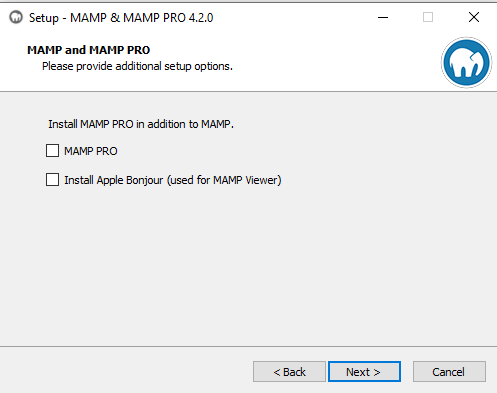 Setup - MAMP & MAMP PRO 4.2.0
MAMP and MAMP PRO
Please provide additional setup options.
Install MAMP PRO in addition to MAMP.
MAMP PRO
Install Apple Bonjour (used for MAMP Viewer)
< Back
Next >
Cancel